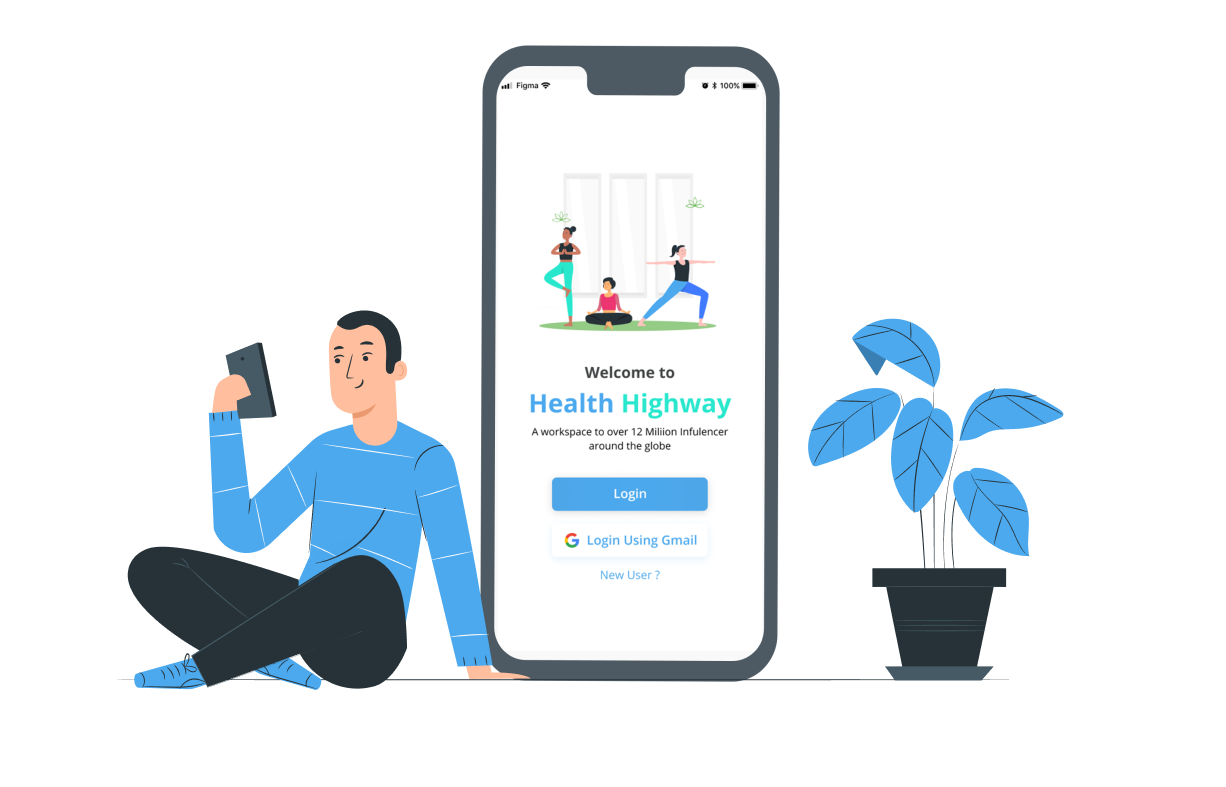 Figma 100%
Welcome to
Health Highway
A workspace to over 12 Miliion Infulencer
around the globe
Login
Login Using Gmail
New User ?